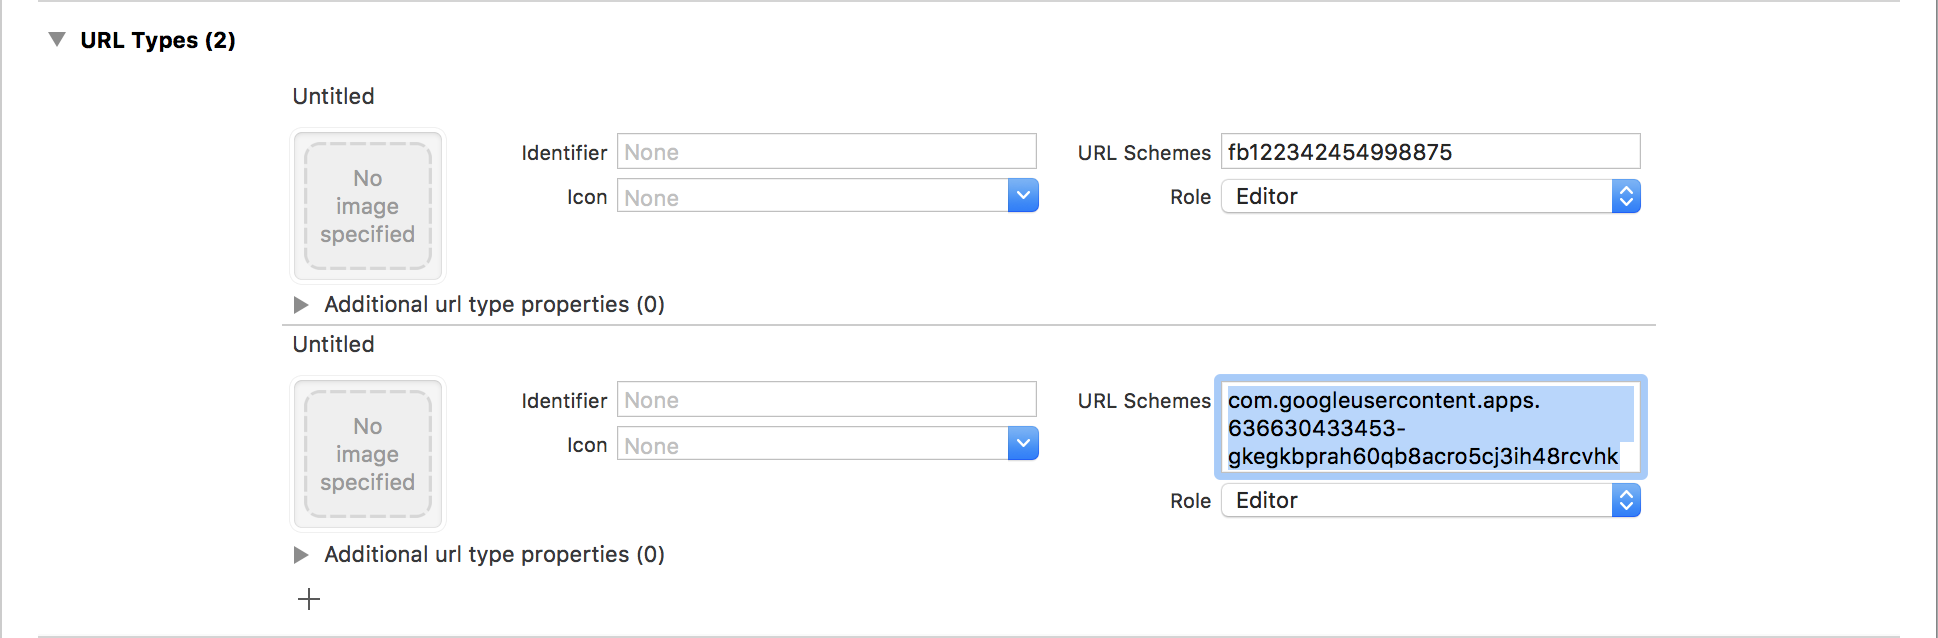 URL Types (2)
Untitled
No
image
specified
Identifier None
URL Schemes fb122342454998875
Icon None
Role Editor
Additional url type properties (0)
Untitled
No
image
specified
Identifier None
URL Schemes com.googleusercontent.apps.
636630433453-
gkegkbprah60qb8acro5cj3ih48rcvhk
Icon None
Role Editor
Additional url type properties (0)